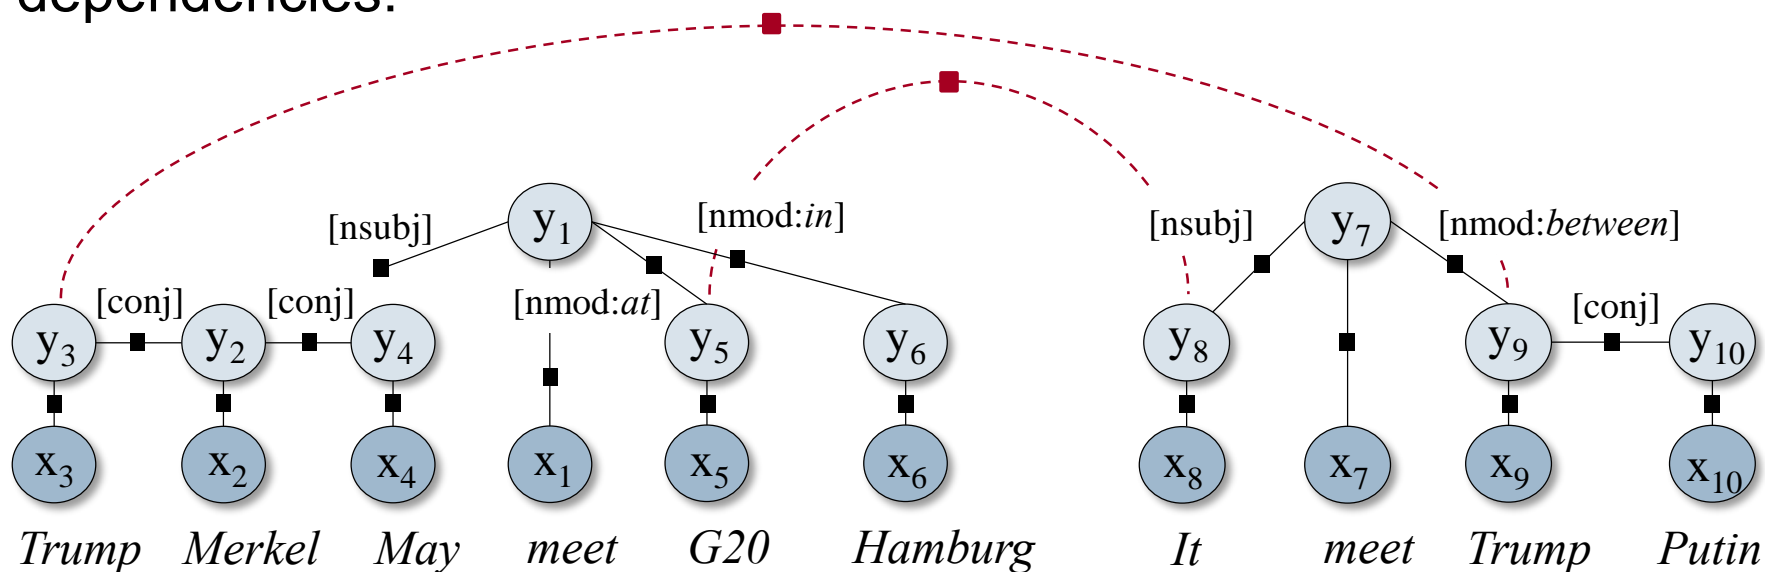 dependencies.
[nsubj] y1 [nmod:in] [nsubj] y7 [nmod:between]
[conj] [conj] [nmod:at] [conj]
y3 y2 y4 y5 y6 y8 y9 y10
x3 x2 x4 x1 x5 x6 x8 x7 x9 x10
Trump Merkel May meet G20 Hamburg It meet Trump Putin